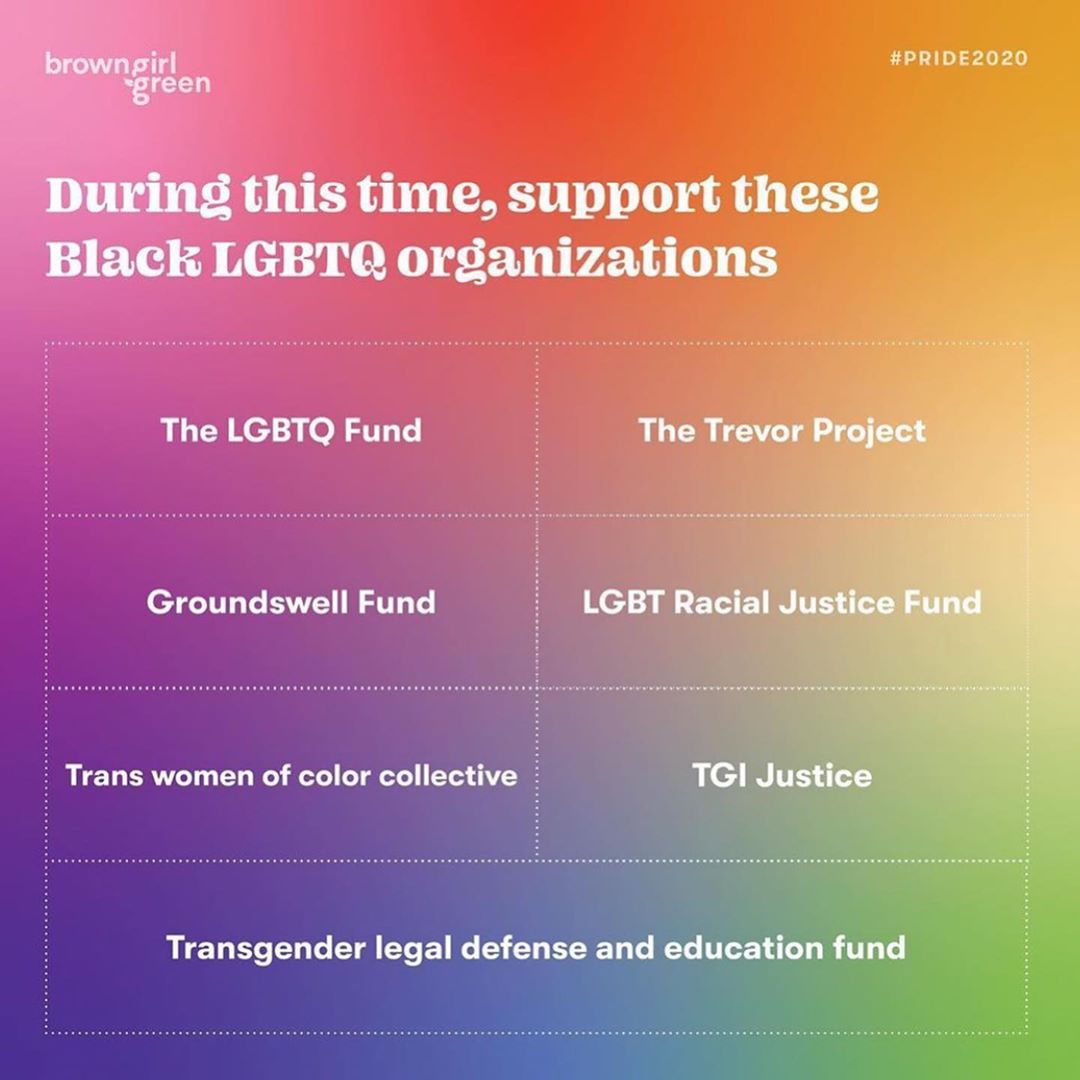 browngirl
green
#PRIDE2020
During this time, support these
Black LGBTQ organizations
The LGBTQ Fund
The Trevor Project
Groundswell Fund
LGBT Racial Justice Fund
Trans women of color collective
TGI Justice
Transgender legal defense and education fund